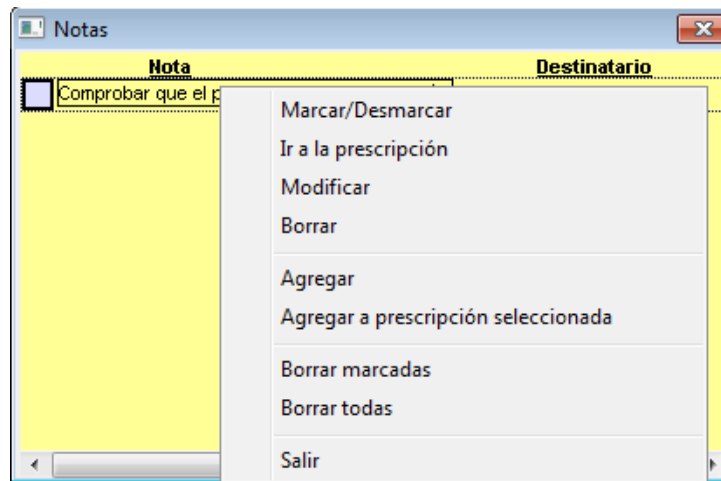 Notas
Nota Destinatario
Comprobar que el
Marcar/Desmarcar
Ir a la prescripción
Modificar
Borrar
Agregar
Agregar a prescripción seleccionada
Borrar marcadas
Borrar todas
Salir